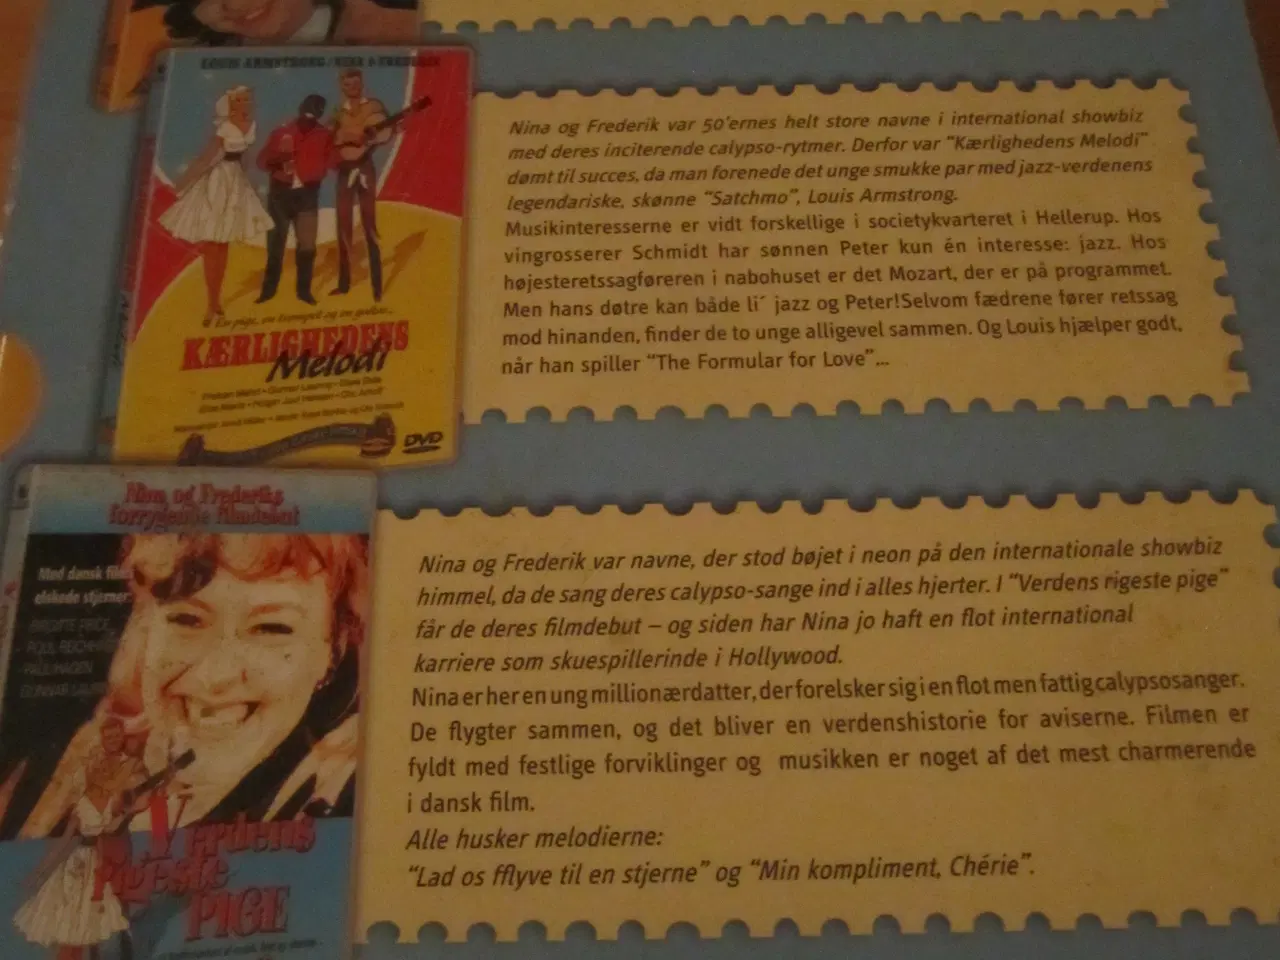 LOUIS ARMSTRONG / NINA & FREDERIK
En pige, en trompet og en guitar...
KÆRLIGHEDENS
Melodi
DVD
Nina og Frederik var 50'ernes helt store navne i international showbiz
med deres inciterende calypso-rytmer. Derfor var "Kærlighedens Melodi"
dømt til succes, da man forenede det unge smukke par med jazz-verdenens
legendariske, skønne "Satchmo", Louis Armstrong.
Musikinteresserne er vidt forskellige i societykvarteret i Hellerup. Hos
vingrosserer Schmidt har sønnen Peter kun én interesse: jazz. Hos
højesteretssagføreren i nabohuset er det Mozart, der er på programmet.
Men hans døtre kan både li´ jazz og Peter!Selvom fædrene fører retssag
mod hinanden, finder de to unge alligevel sammen. Og Louis hjælper godt,
når han spiller "The Formular for Love"...
Nina og Frederiks
forrygende filmdebut
Med dansk films
elskede stjerner:
BIRGITTE PRICE
POUL REICHHARDT
PAUL HAGEN
GUNNAR
Verdens
Rigeste
PIGE
Nina og Frederik var navne, der stod bøjet i neon på den internationale showbiz
himmel, da de sang deres calypso-sange ind i alles hjerter. I "Verdens rigeste pige"
får de deres filmdebut – og siden har Nina jo haft en flot international
karriere som skuespillerinde i Hollywood.
Nina er her en ung millionærdatter, der forelsker sig i en flot men fattig calypsosanger.
De flygter sammen, og det bliver en verdenshistorie for aviserne. Filmen er
fyldt med festlige forviklinger og musikken er noget af det mest charmerende
i dansk film.
Alle husker melodierne:
"Lad os fflyve til en stjerne" og "Min kompliment, Chérie".